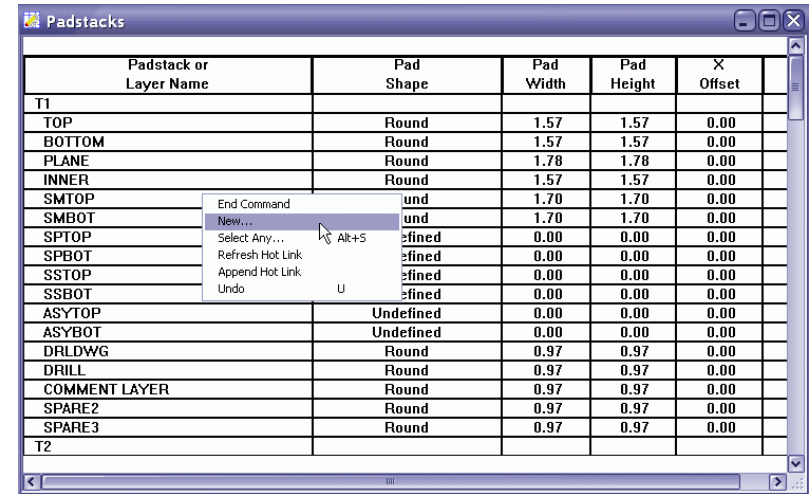 Padstacks
Padstack or Pad Pad Pad X
Layer Name Shape Width Height Offset
T1
TOP Round 1.57 1.57 0.00
BOTTOM Round 1.57 1.57 0.00
PLANE Round 1.78 1.78 0.00
INNER Round 1.57 1.57 0.00
SMTOP und 1.70 1.70 0.00
SMBOT und 1.70 1.70 0.00
SPTOP efined 0.00 0.00 0.00
SPBOT efined 0.00 0.00 0.00
SSTOP efined 0.00 0.00 0.00
SSBOT efined 0.00 0.00 0.00
ASYTOP Undefined 0.00 0.00 0.00
ASYBOT Undefined 0.00 0.00 0.00
DRLDWG Round 0.97 0.97 0.00
DRILL Round 0.97 0.97 0.00
COMMENT LAYER Round 0.97 0.97 0.00
SPARE2 Round 0.97 0.97 0.00
SPARE3 Round 0.97 0.97 0.00
T2
End Command
New...
Select Any... Alt+S
Refresh Hot Link
Append Hot Link
Undo U